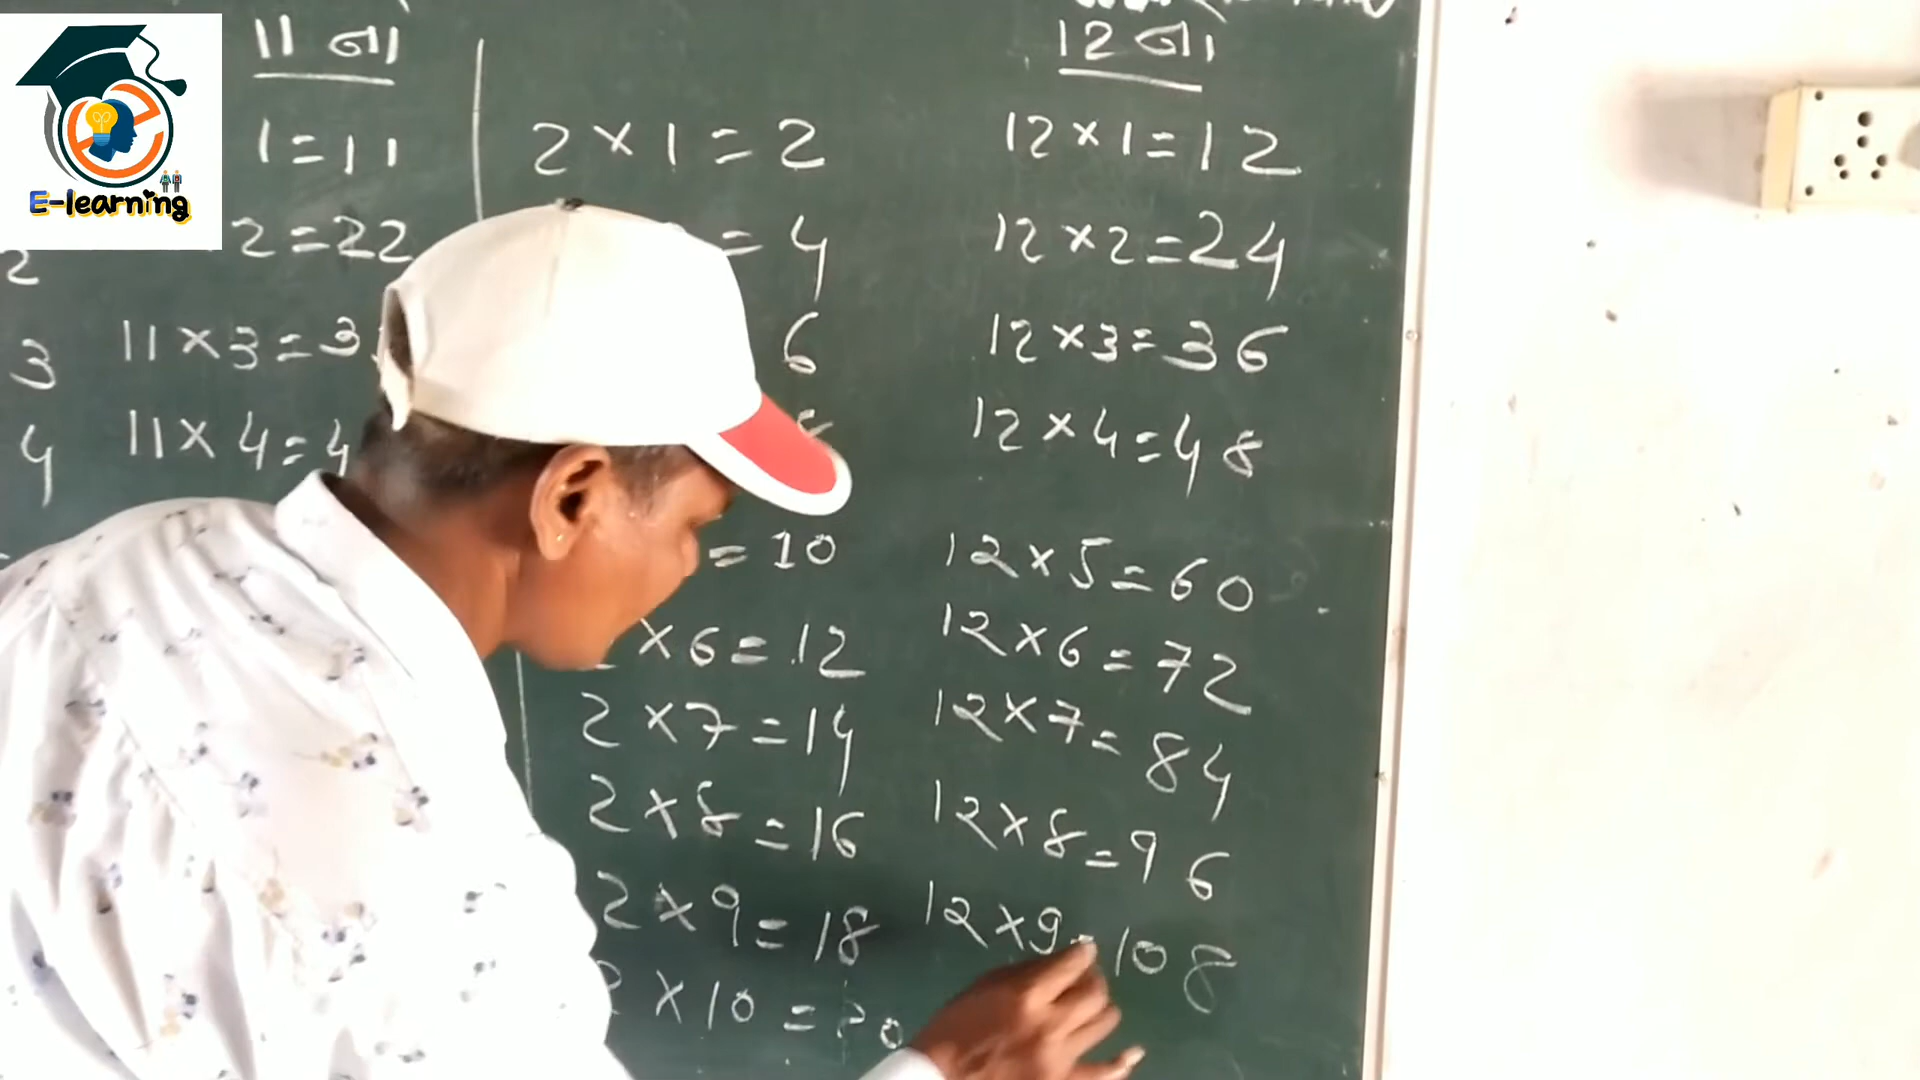 E-learning
11 ના
12 ના
1 = 11
2 × 1 = 2
12 × 1 = 12
2
2 = 22
= 4
12 × 2 = 24
3
11 × 3 = 3
6
12 × 3 = 36
4
11 × 4 = 4
12 × 4 = 48
= 10
12 × 5 = 60
× 6 = 12
12 × 6 = 72
2 × 7 = 14
12 × 7 = 84
2 × 8 = 16
12 × 8 = 96
2 × 9 = 18
12 × 9 = 108
2 × 10 = 20